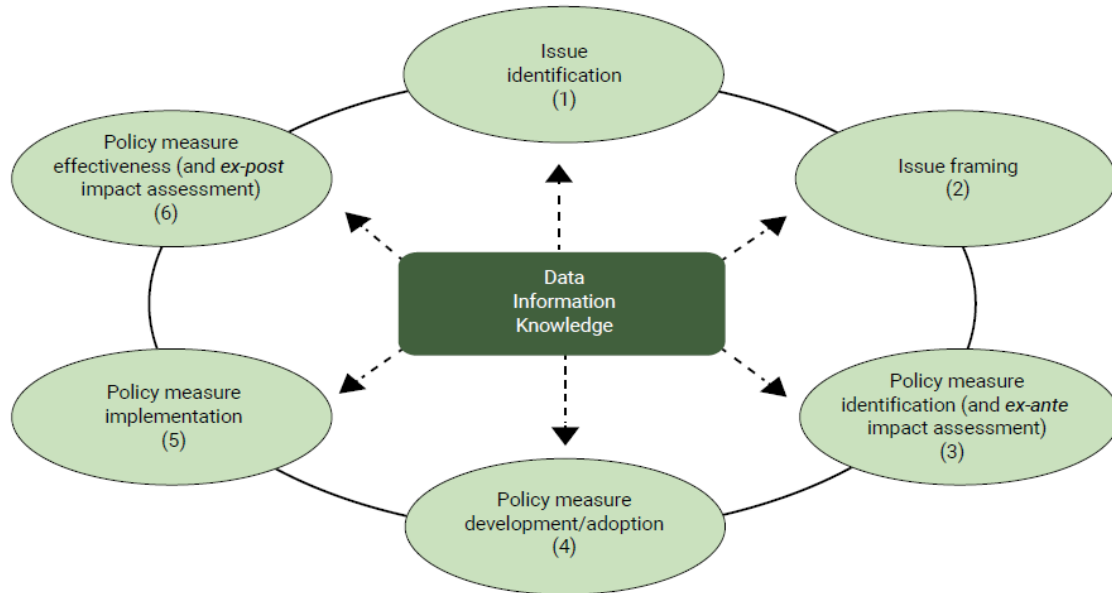 Issue
identification
(1)
Issue framing
(2)
Policy measure
identification (and ex-ante
impact assessment)
(3)
Policy measure
development/adoption
(4)
Policy measure
implementation
(5)
Policy measure
effectiveness (and ex-post
impact assessment)
(6)
Data
Information
Knowledge